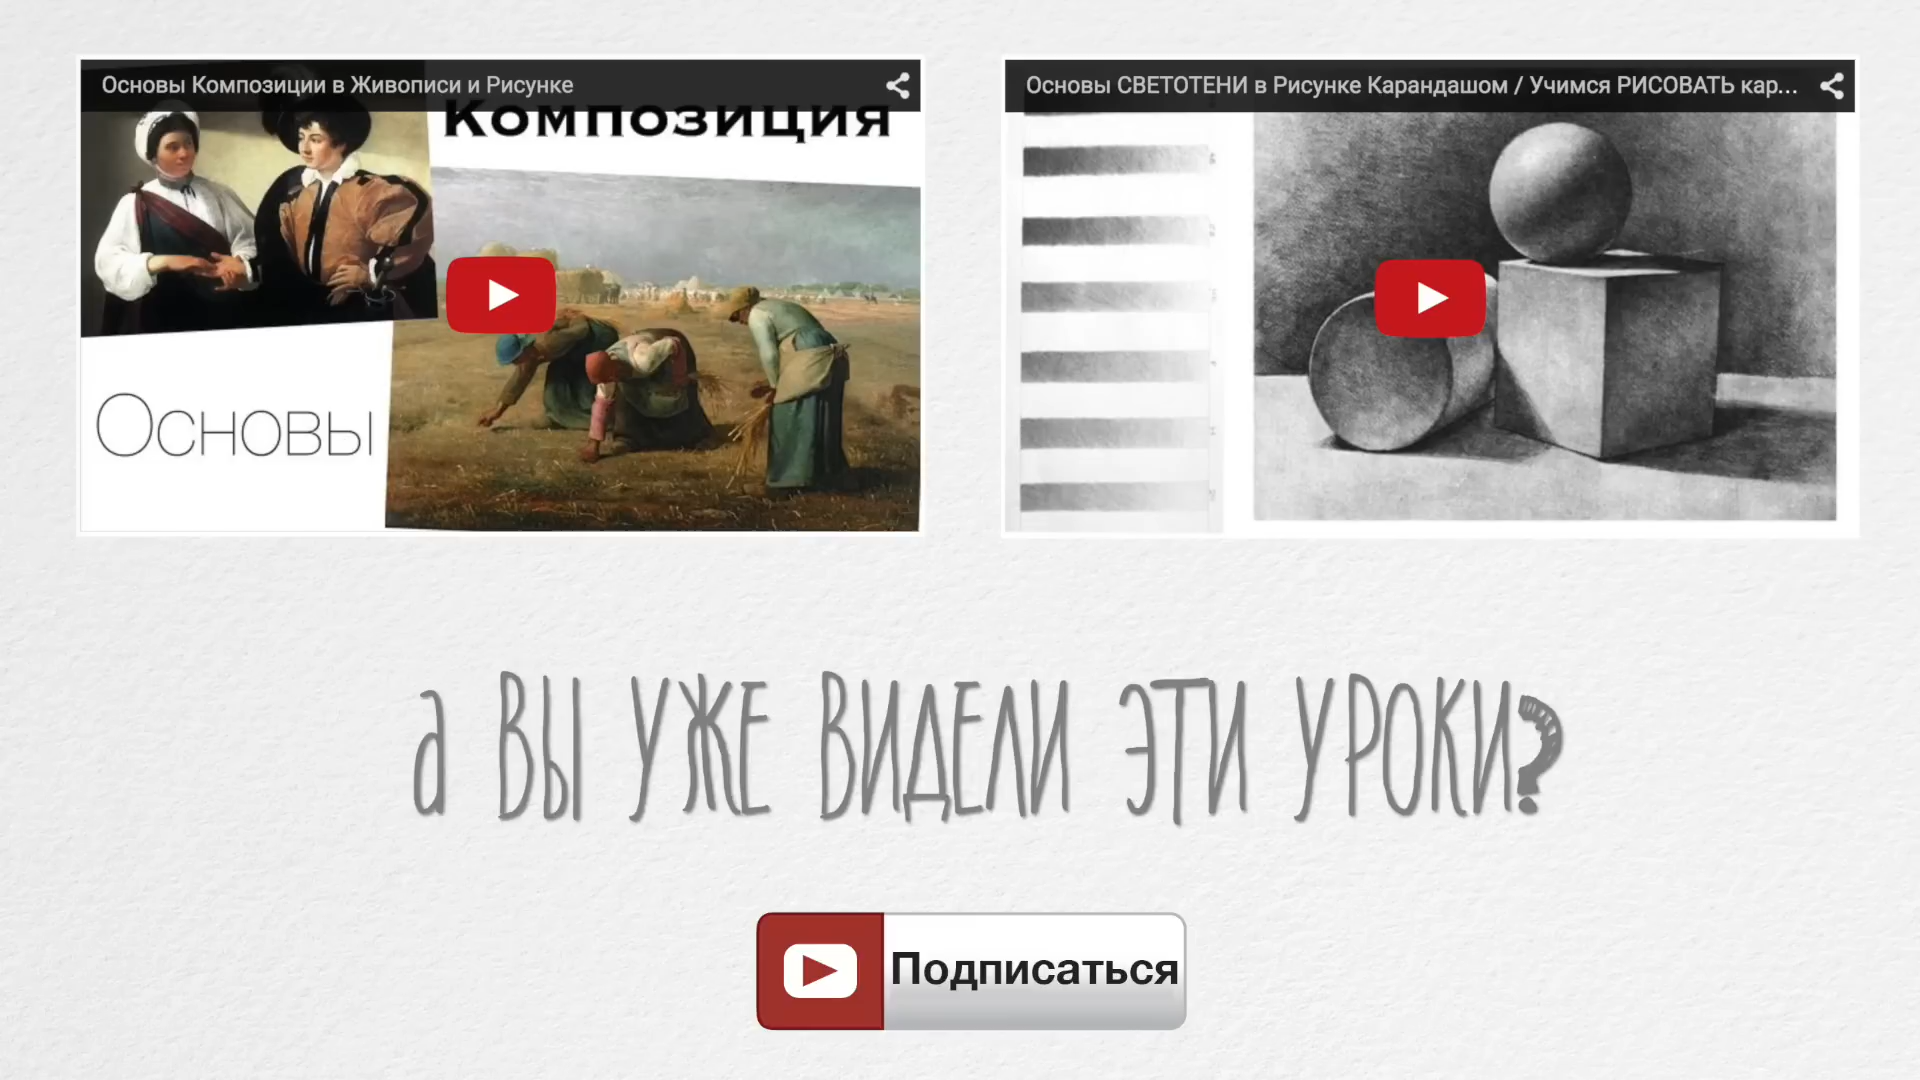 Основы Композиции в Живописи и Рисунке
Композиция
Основы
Основы СВЕТОТЕНИ в Рисунке Карандашом / Учимся РИСОВАТЬ кар...
а ВЫ УЖЕ ВИДЕЛИ ЭТИ УРОКИ?
Подписаться